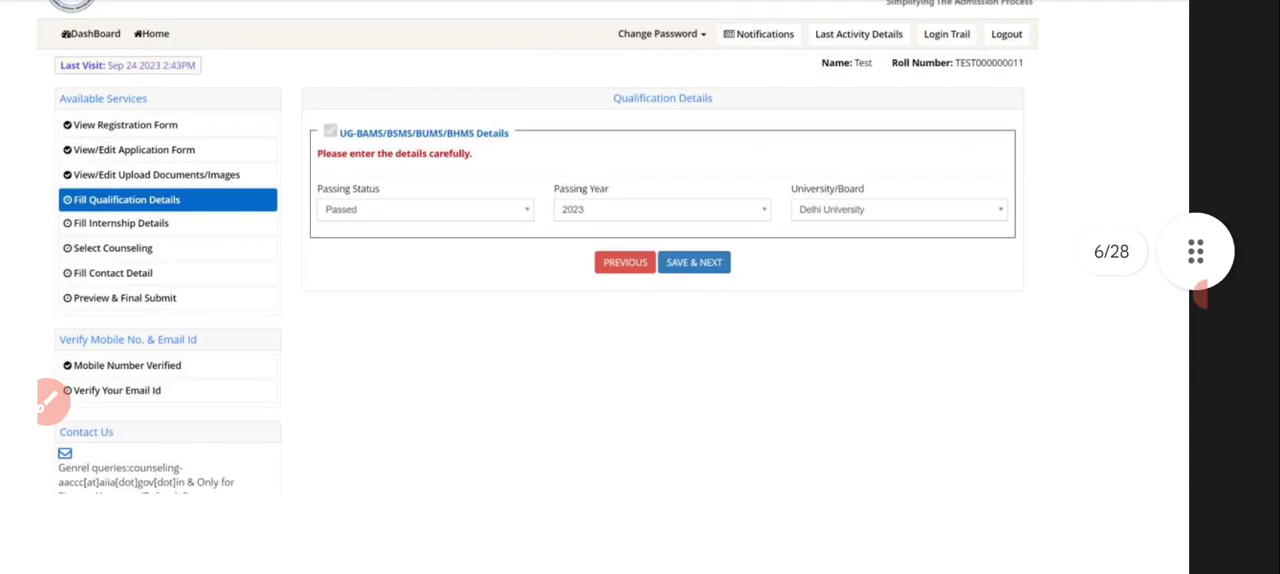 Simplifying The Admission Process
DashBoard Home Change Password Notifications Last Activity Details Login Trail Logout
Last Visit: Sep 24 2023 2:43PM Name: Test Roll Number: TEST000000011
Available Services
View Registration Form
View/Edit Application Form
View/Edit Upload Documents/Images
Fill Qualification Details
Fill Internship Details
Select Counseling
Fill Contact Detail
Preview & Final Submit
Verify Mobile No. & Email Id
Mobile Number Verified
Verify Your Email Id
Contact Us
Genrel queries:counseling-
aaccc[at]aiia[dot]gov[dot]in & Only for
Qualification Details
UG-BAMS/BSMS/BUMS/BHMS Details
Please enter the details carefully.
Passing Status Passing Year University/Board
Passed 2023 Delhi University
PREVIOUS SAVE & NEXT
6/28